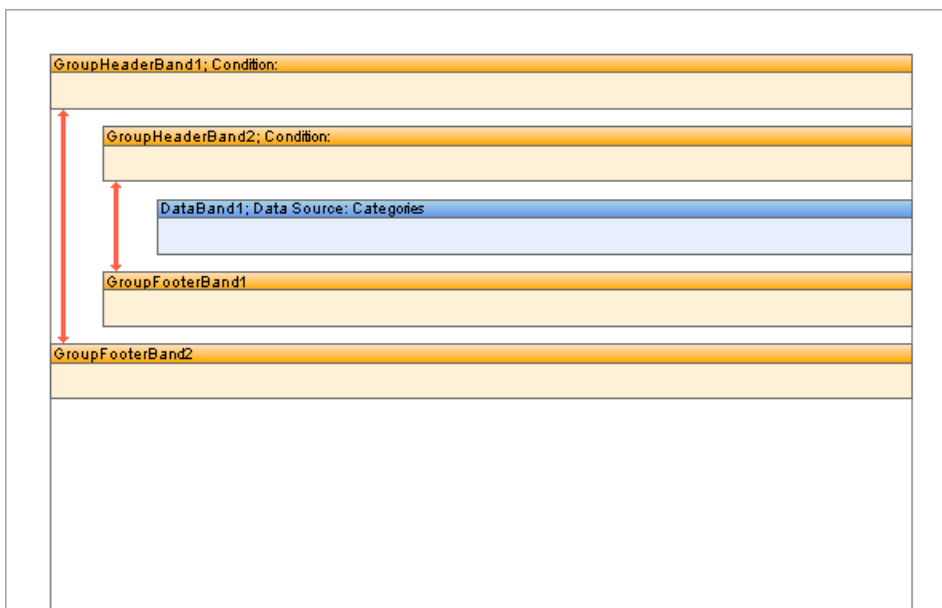 GroupHeaderBand1; Condition:
GroupHeaderBand2; Condition:
DataBand1; Data Source: Categories
GroupFooterBand1
GroupFooterBand2